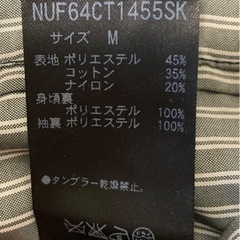 NUF64CT1455SK
サイズ M
表地 ポリエステル 45%
コットン 35%
ナイロン 20%
身頃裏
ポリエステル 100%
袖裏 ポリエステル 100%
●タンブラー乾燥禁止。